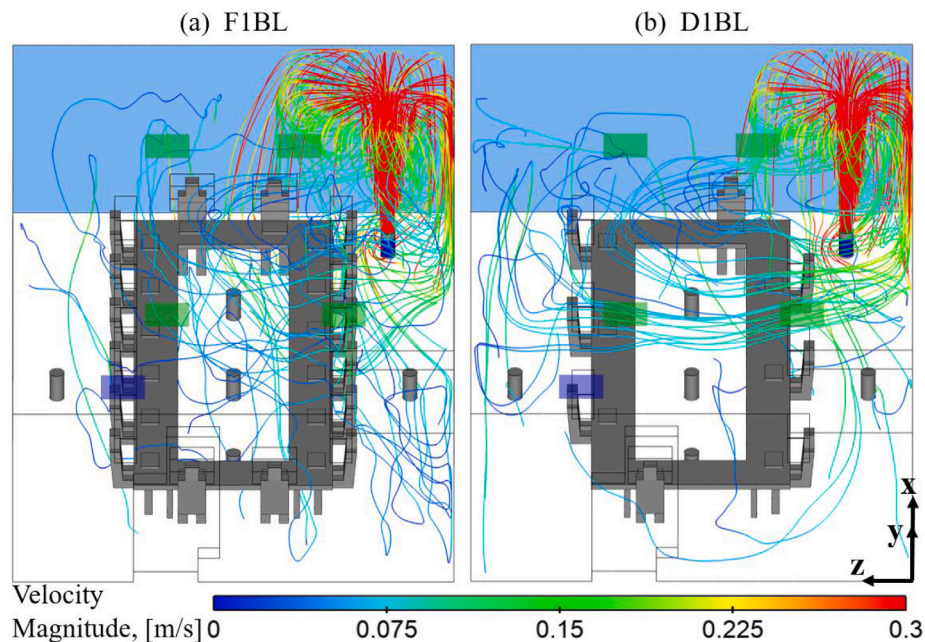 (a) F1BL
(b) D1BL
x
y
z
Velocity
Magnitude, [m/s] 0 0.075 0.15 0.225 0.3